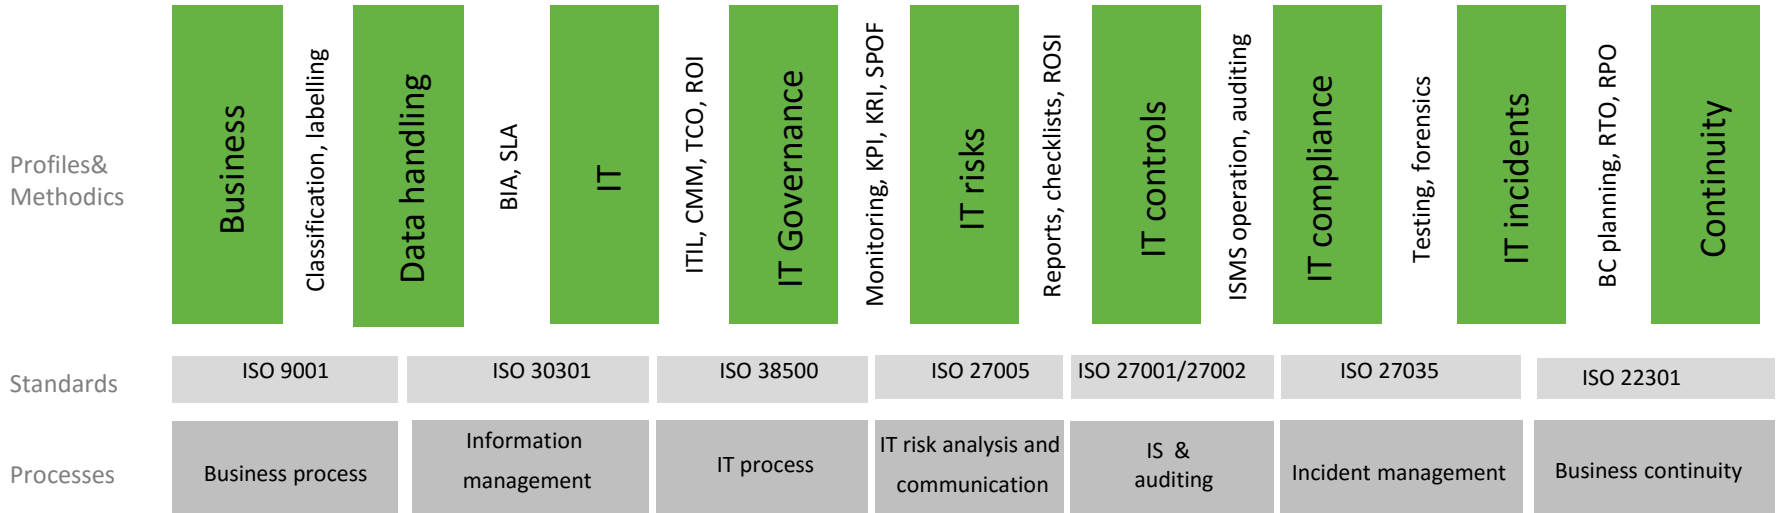 Profiles&
Methodics
Business
Classification, labelling
Data handling
BIA, SLA
IT
ITIL, CMM, TCO, ROI
IT Governance
Monitoring, KPI, KRI, SPOF
IT risks
Reports, checklists, ROSI
IT controls
ISMS operation, auditing
IT compliance
Testing, forensics
IT incidents
BC planning, RTO, RPO
Continuity
Standards
ISO 9001
ISO 30301
ISO 38500
ISO 27005
ISO 27001/27002
ISO 27035
ISO 22301
Processes
Business process
Information
management
IT process
IT risk analysis and
communication
IS &
auditing
Incident management
Business continuity